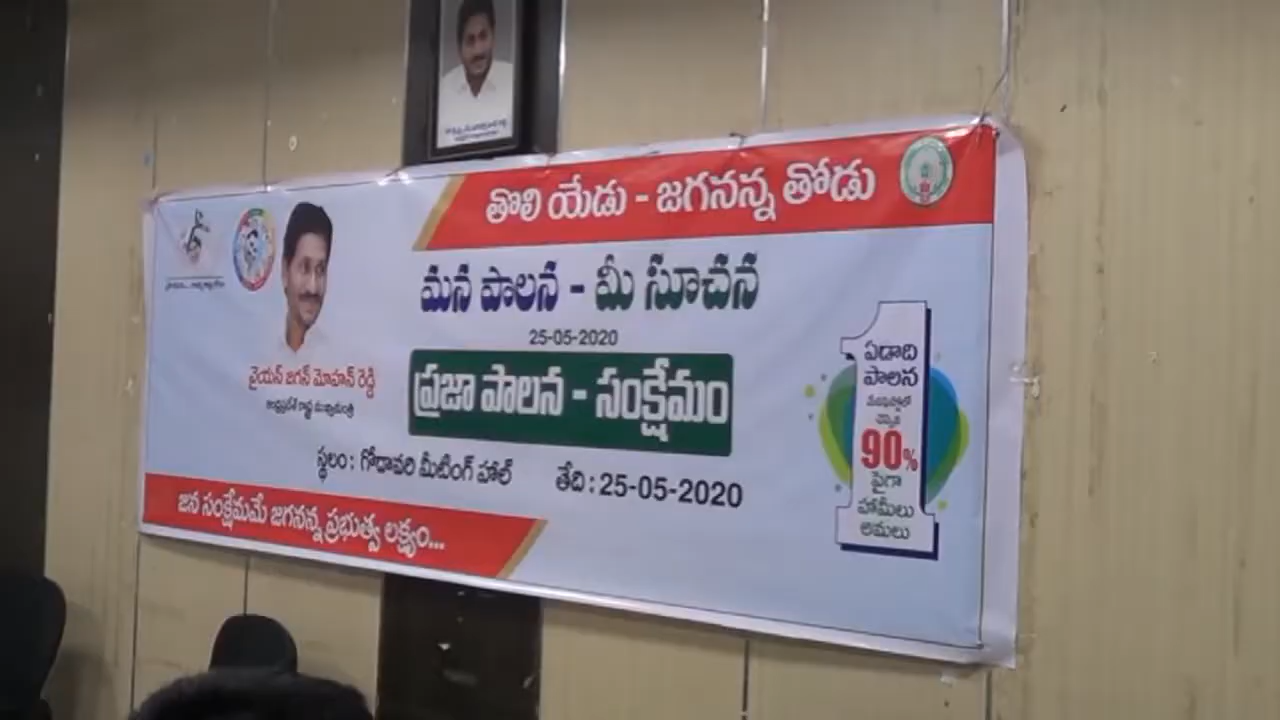 తొలి యేడు - జగనన్న తోడు
మన పాలన - మీ సూచన
25-05-2020
ప్రజా పాలన - సంక్షేమం
వైయస్ జగన్ మోహన్ రెడ్డి
ఆంధ్రప్రదేశ్ రాష్ట్ర ముఖ్యమంత్రి
స్థలం : గోదావరి మీటింగ్ హాల్ తేది : 25-05-2020
జన సంక్షేమమే జగనన్న ప్రభుత్వ లక్ష్యం...
ఏడాది
పాలన
చెప్పిన
90%
పైగా
హామీలు
అమలు